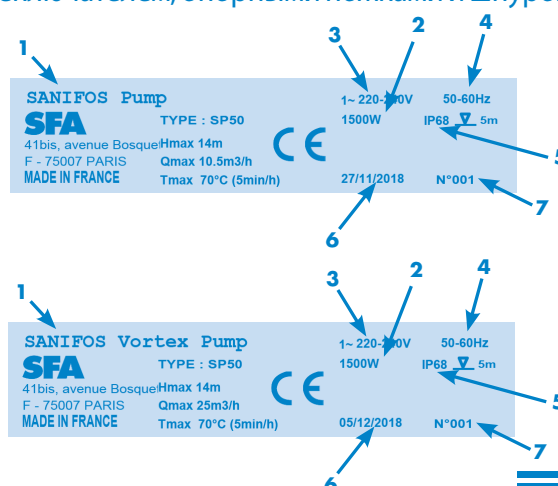 1 3 2 4
SANIFOS Pump 1~ 220-240V 50-60Hz
SFA TYPE : SP50 1500W IP68 5m
41bis, avenue Bosquet Hmax 14m CE
F - 75007 PARIS Qmax 10.5m3/h
MADE IN FRANCE Tmax 70°C (5min/h) 27/11/2018 N°001
5
6 7
1 3 2 4
SANIFOS Vortex Pump 1~ 220-240V 50-60Hz
SFA TYPE : SP50 1500W IP68 5m
41bis, avenue Bosquet Hmax 14m CE
F - 75007 PARIS Qmax 25m3/h
MADE IN FRANCE Tmax 70°C (5min/h) 05/12/2018 N°001
5
6 7